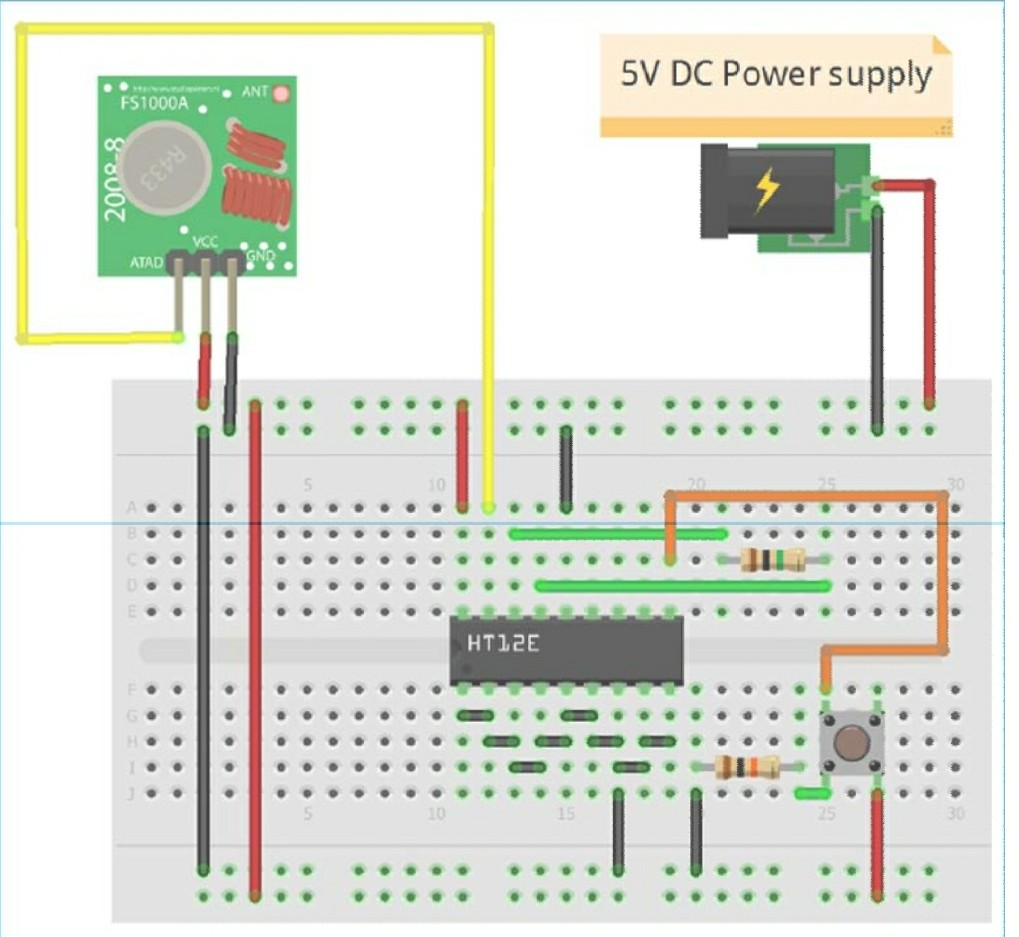 5V DC Power supply
FS1000A
ANT
R433
2008-8
VCC
ATAD
GND
5
10
20
25
30
A
B
C
D
E
HT12E
F
G
H
I
J
5
10
15
25
30